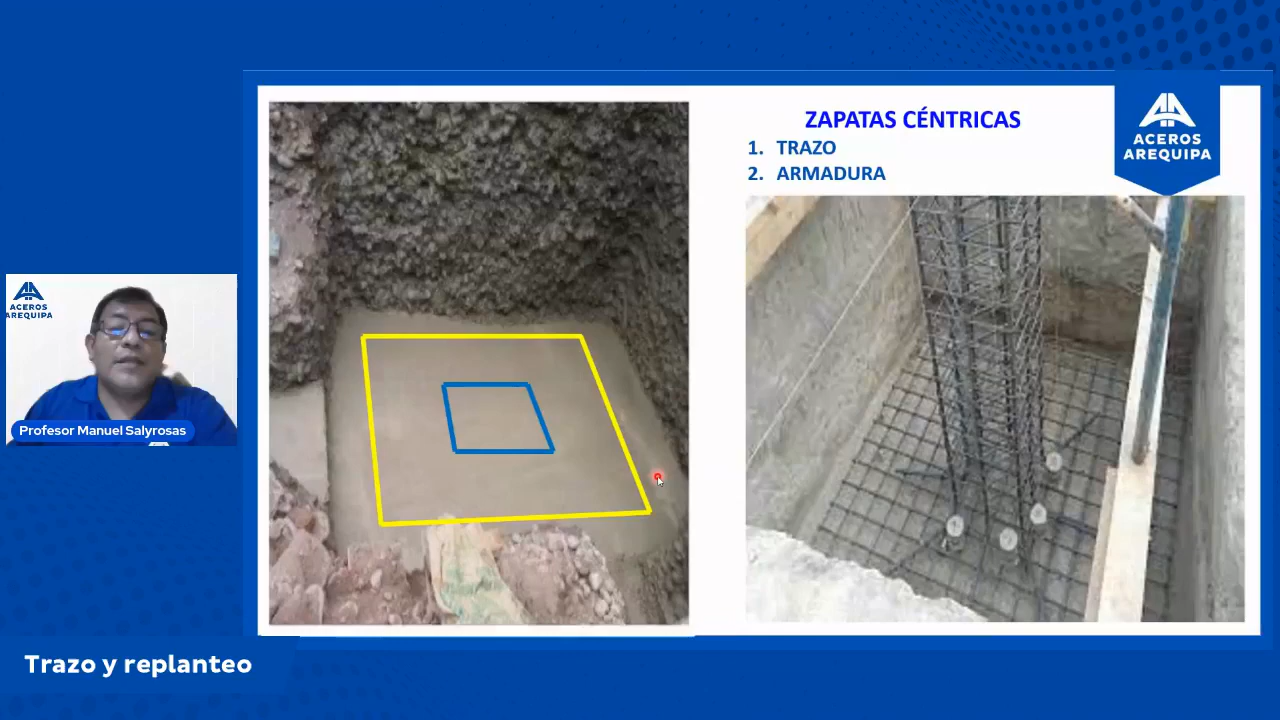 ZAPATAS CÉNTRICAS
1. TRAZO
2. ARMADURA
ACEROS
AREQUIPA
ACEROS
AREQUIPA
Profesor Manuel Salyrosas
Trazo y replanteo